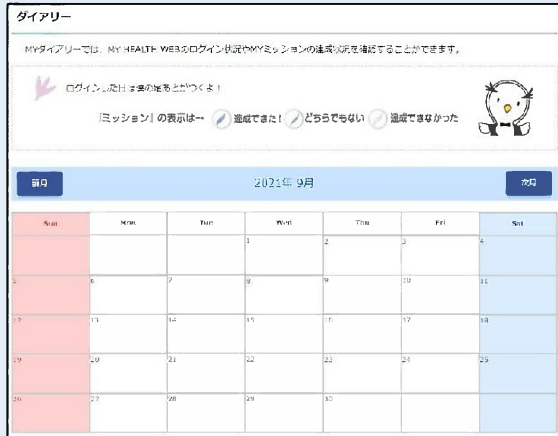 ダイアリー
MYダイアリーでは、MY HEALTH WEBのログイン状況やMYミッションの達成状況を確認することができます。
ログインした日は僕の足あとがつくよ！
「ミッション」の表示は… 達成できた！ どちらでもない 達成できなかった
前月 2021年 9月 次月
Sun Mon Tue Wed Thu Fri Sat
1 2 3 4
5 6 7 8 9 10 11
12 13 14 15 16 17 18
19 20 21 22 23 24 25
26 27 28 29 30